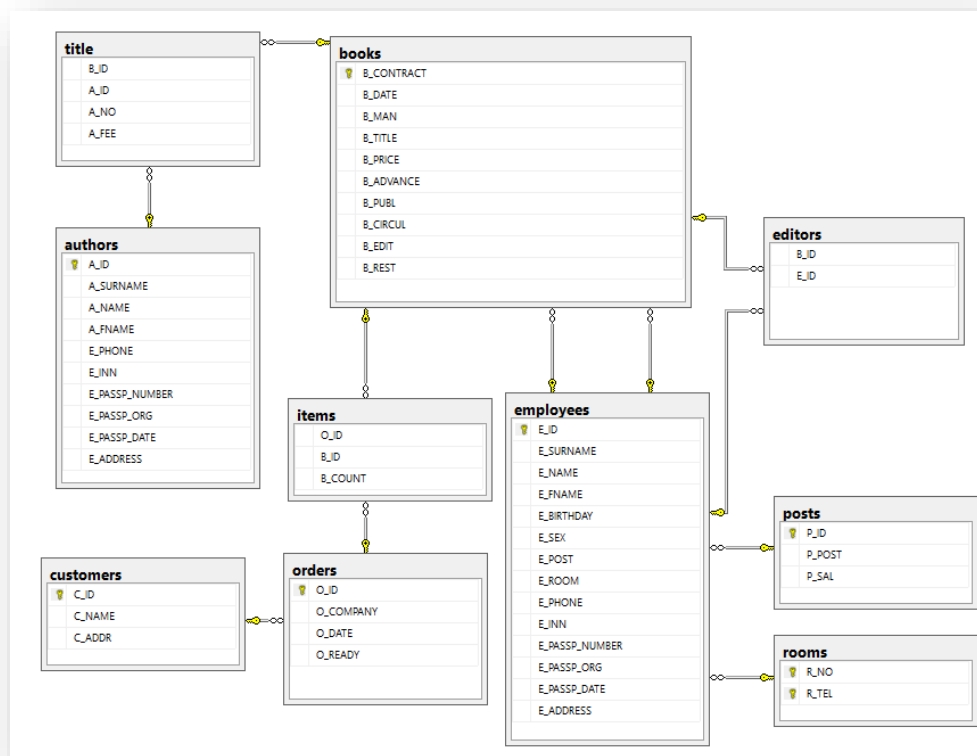 title
B_ID
A_ID
A_NO
A_FEE
books
B_CONTRACT
B_DATE
B_MAN
B_TITLE
B_PRICE
B_ADVANCE
B_PUBL
B_CIRCUL
B_EDIT
B_REST
authors
A_ID
A_SURNAME
A_NAME
A_FNAME
E_PHONE
E_INN
E_PASSP_NUMBER
E_PASSP_ORG
E_PASSP_DATE
E_ADDRESS
editors
B_ID
E_ID
items
O_ID
B_ID
B_COUNT
employees
E_ID
E_SURNAME
E_NAME
E_FNAME
E_BIRTHDAY
E_SEX
E_POST
E_ROOM
E_PHONE
E_INN
E_PASSP_NUMBER
E_PASSP_ORG
E_PASSP_DATE
E_ADDRESS
posts
P_ID
P_POST
P_SAL
customers
C_ID
C_NAME
C_ADDR
orders
O_ID
O_COMPANY
O_DATE
O_READY
rooms
R_NO
R_TEL